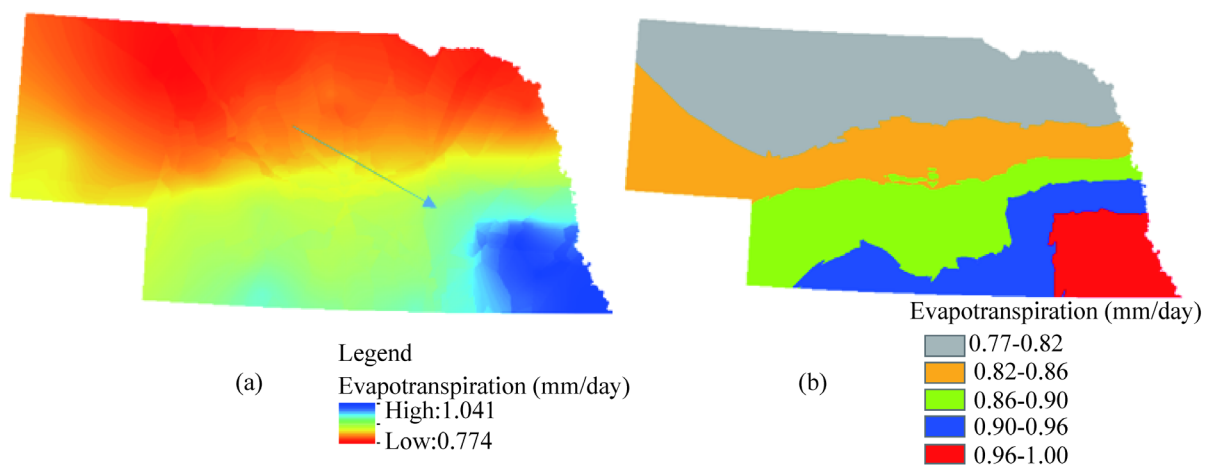 Legend
(a)
Evapotranspiration (mm/day)
High:1.041
Low:0.774
Evapotranspiration (mm/day)
0.77-0.82
0.82-0.86
(b)
0.86-0.90
0.90-0.96
0.96-1.00